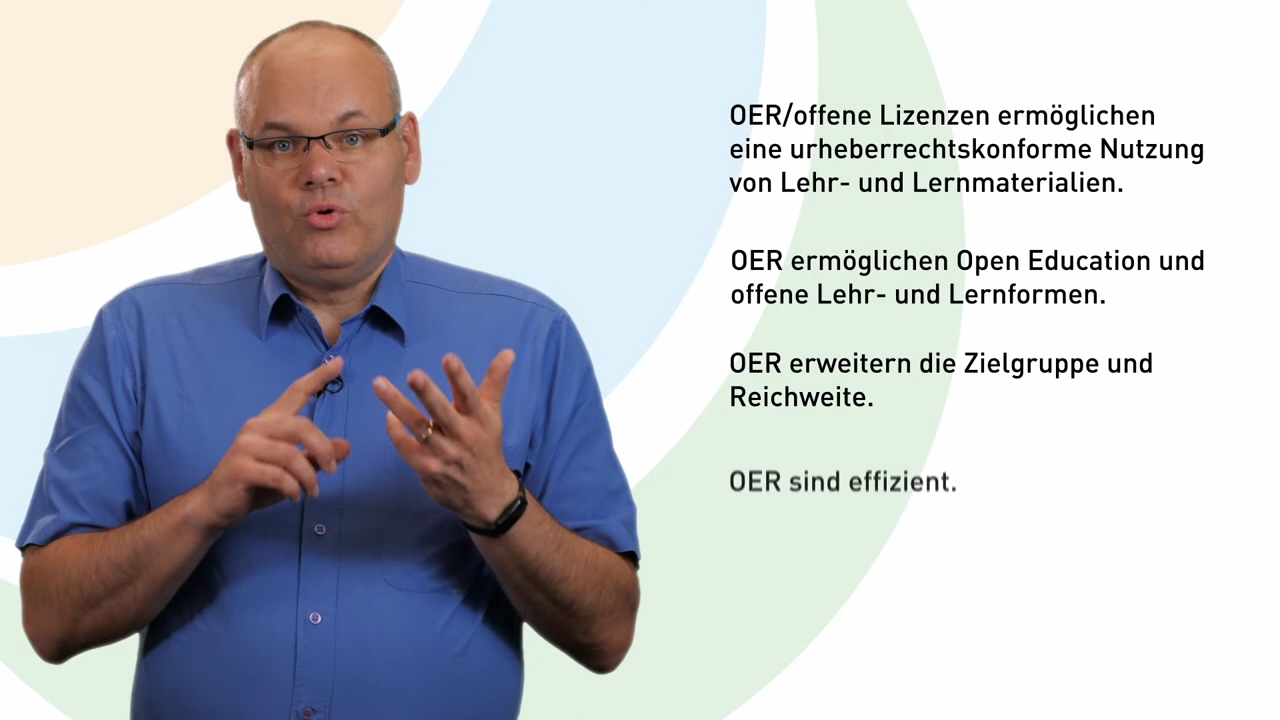 OER/offene Lizenzen ermöglichen
eine urheberrechtskonforme Nutzung
von Lehr- und Lernmaterialien.
OER ermöglichen Open Education und
offene Lehr- und Lernformen.
OER erweitern die Zielgruppe und
Reichweite.
OER sind effizient.